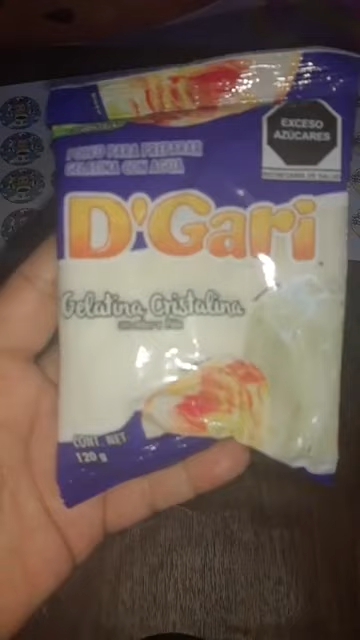 EXCESO
AZÚCARES
SECRETARÍA DE SALUD
POLVO PARA PREPARAR
GELATINA CON AGUA
D'Gari
Gelatina Cristalina
CONT. NET
120 g